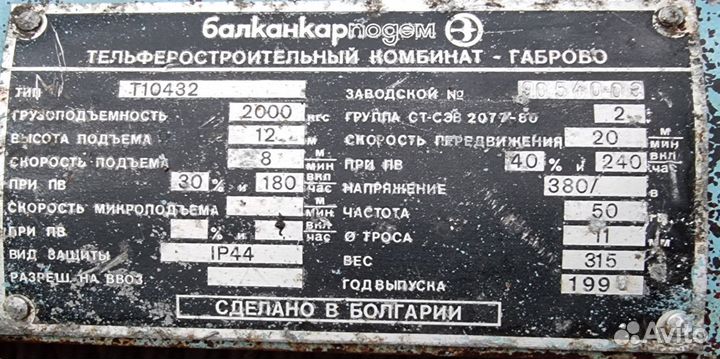 балканкарподем
ТЕЛЬФЕРОСТРОИТЕЛЬНЫЙ КОМБИНАТ - ГАБРОВО
ТИП Т10432
ГРУЗОПОДЪЕМНОСТЬ 2000 кгс
ВЫСОТА ПОДЪЕМА 12 м
СКОРОСТЬ ПОДЪЕМА 8 м/мин
ПРИ ПВ 30 % и 180 вкл/час
СКОРОСТЬ МИКРОПОДЪЕМА м/мин
ПРИ ПВ % и вкл/час
ВИД ЗАЩИТЫ IP44
РАЗРЕШ. НА ВВОЗ
ЗАВОДСКОЙ №
ГРУППА СТ-СЭВ 2077-80 2
СКОРОСТЬ ПЕРЕДВИЖЕНИЯ 20 м/мин
ПРИ ПВ 40 % и 240 вкл/час
НАПРЯЖЕНИЕ 380/ в
ЧАСТОТА 50
Ø ТРОСА 11 мм
ВЕС 315
ГОД ВЫПУСКА 199
СДЕЛАНО В БОЛГАРИИ
Avito